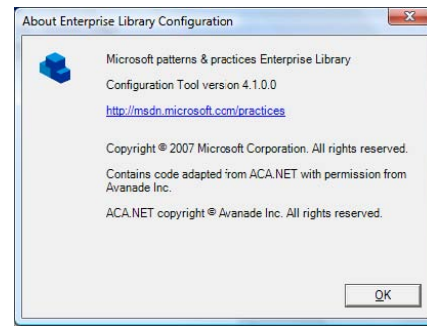 About Enterprise Library Configuration
Microsoft patterns & practices Enterprise Library
Configuration Tool version 4.1.0.0
http://msdn.microsoft.com/practices
Copyright © 2007 Microsoft Corporation. All rights reserved.
Contains code adapted from ACA.NET with permission from
Avanade Inc.
ACA.NET copyright © Avanade Inc. All rights reserved.
OK